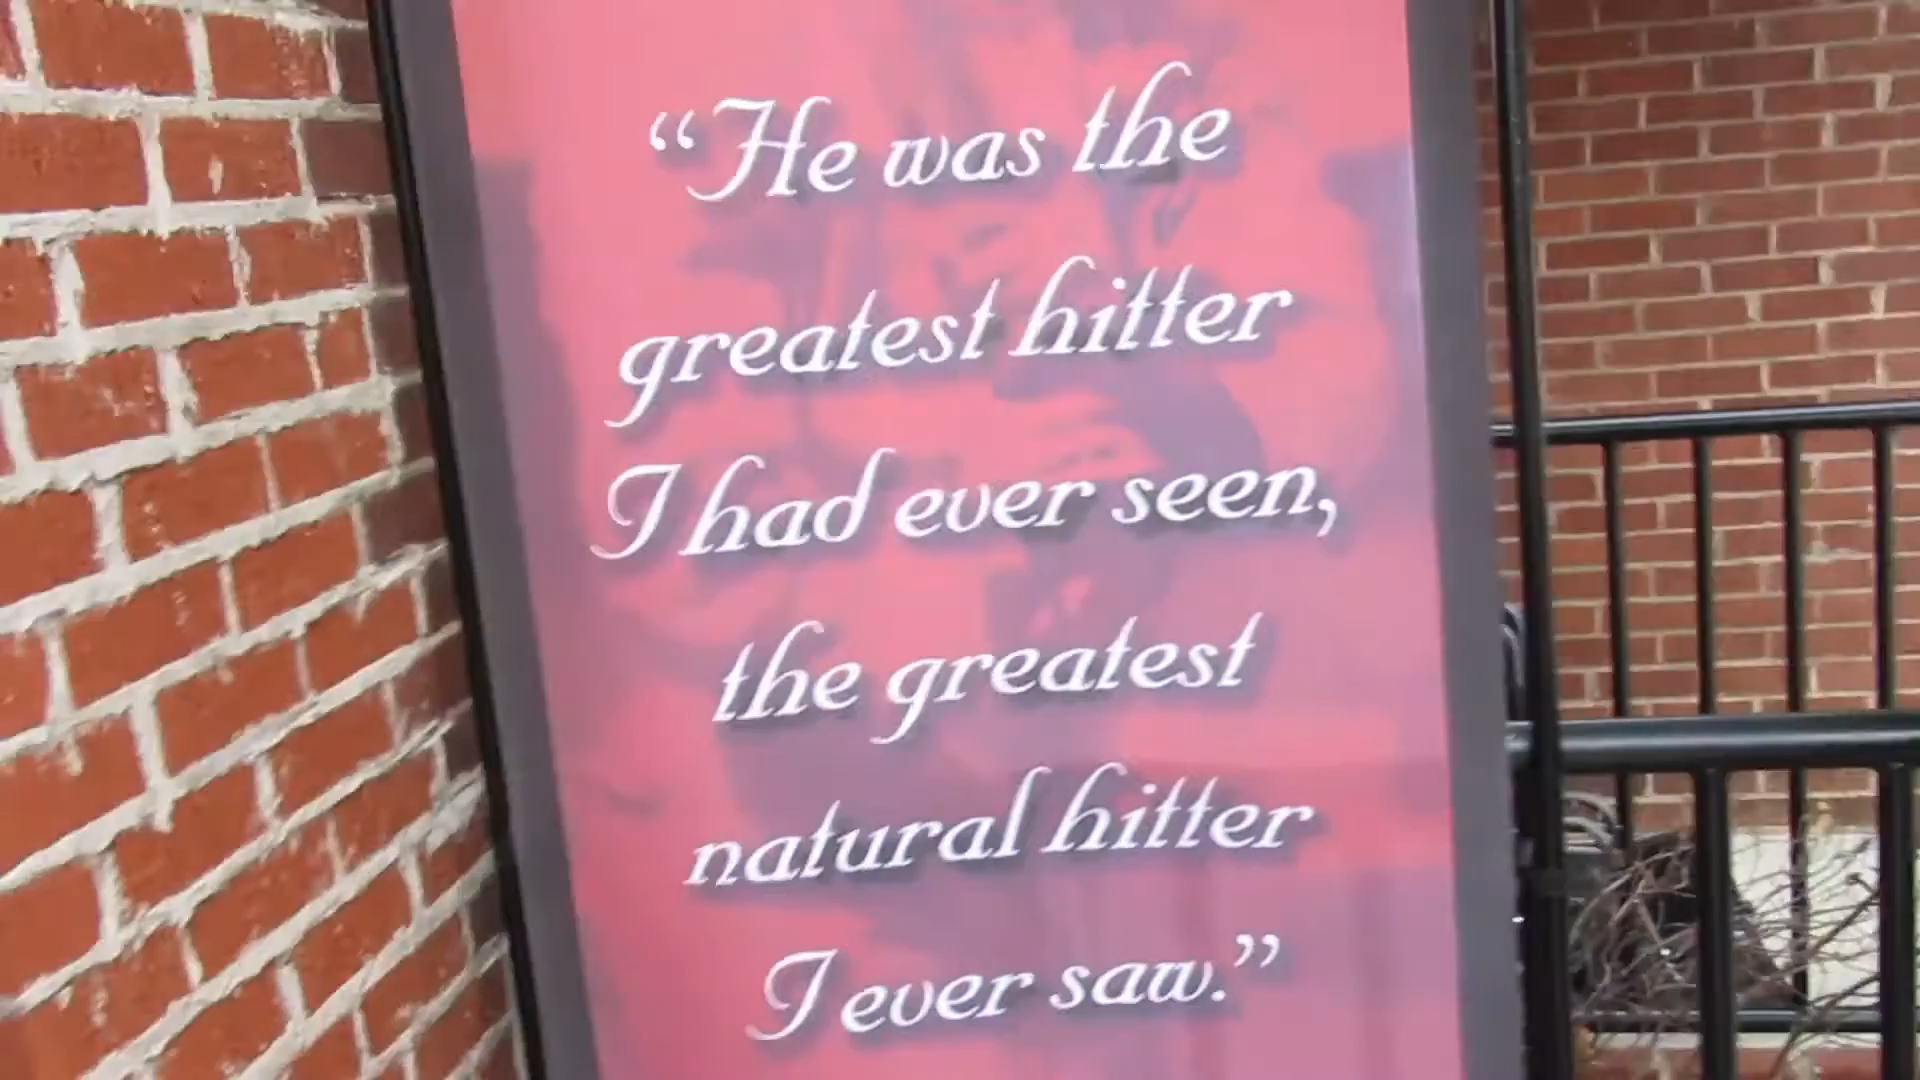 “He was the
greatest hitter
I had ever seen,
the greatest
natural hitter
I ever saw.”